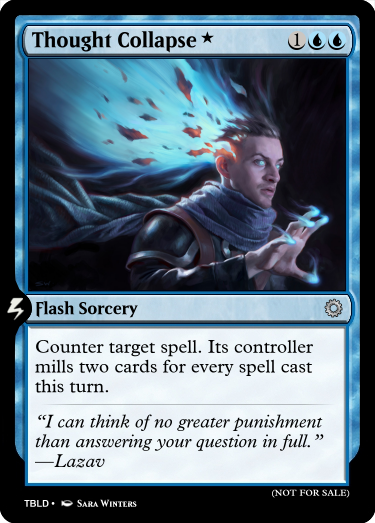 Thought Collapse★ 1
Flash Sorcery
Counter target spell. Its controller
mills two cards for every spell cast
this turn.
“I can think of no greater punishment
than answering your question in full.”
—Lazav
(NOT FOR SALE)
TBLD • Sara Winters